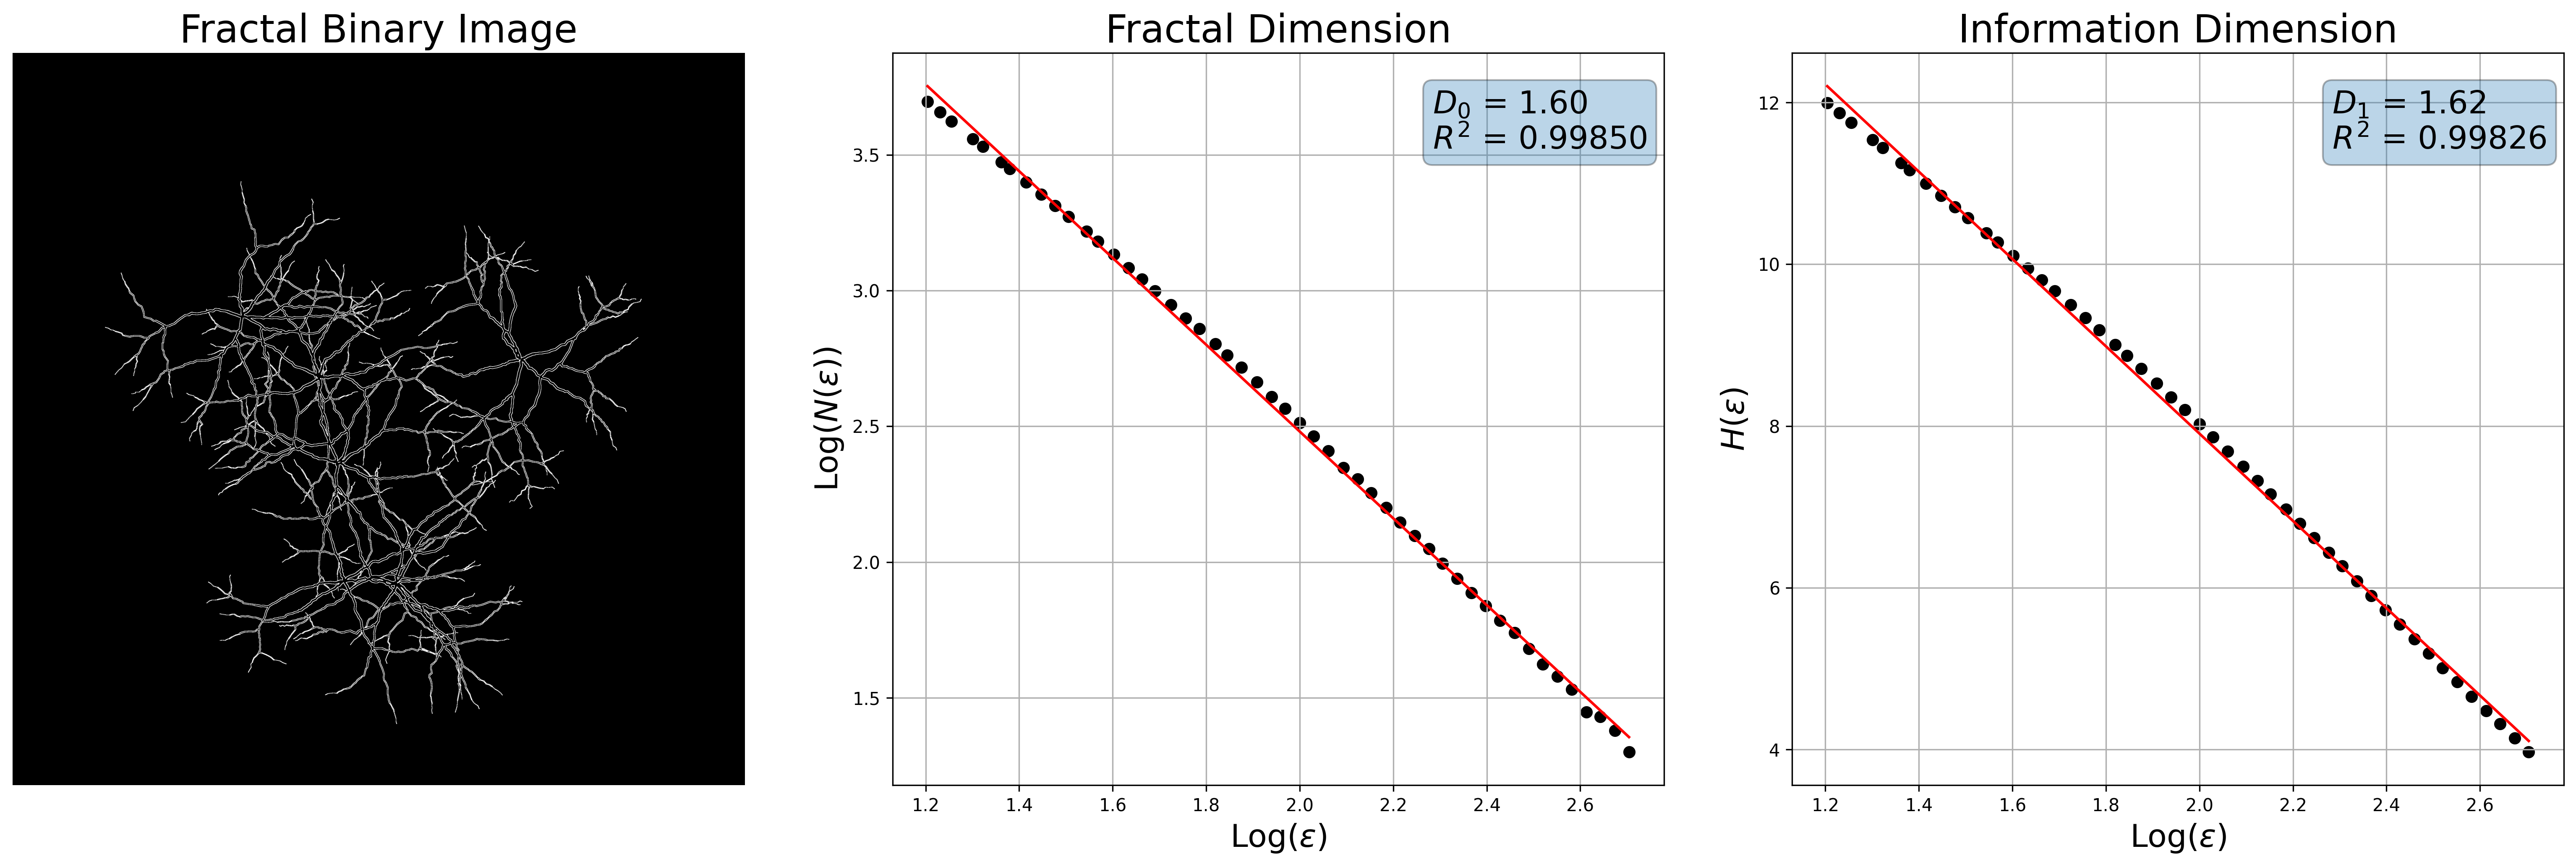 Fractal Binary Image
Fractal Dimension
D₀ = 1.60
R² = 0.99850
Log(N(ε))
3.5
3.0
2.5
2.0
1.5
1.2 1.4 1.6 1.8 2.0 2.2 2.4 2.6
Log(ε)
Information Dimension
D₁ = 1.62
R² = 0.99826
H(ε)
12
10
8
6
4
1.2 1.4 1.6 1.8 2.0 2.2 2.4 2.6
Log(ε)